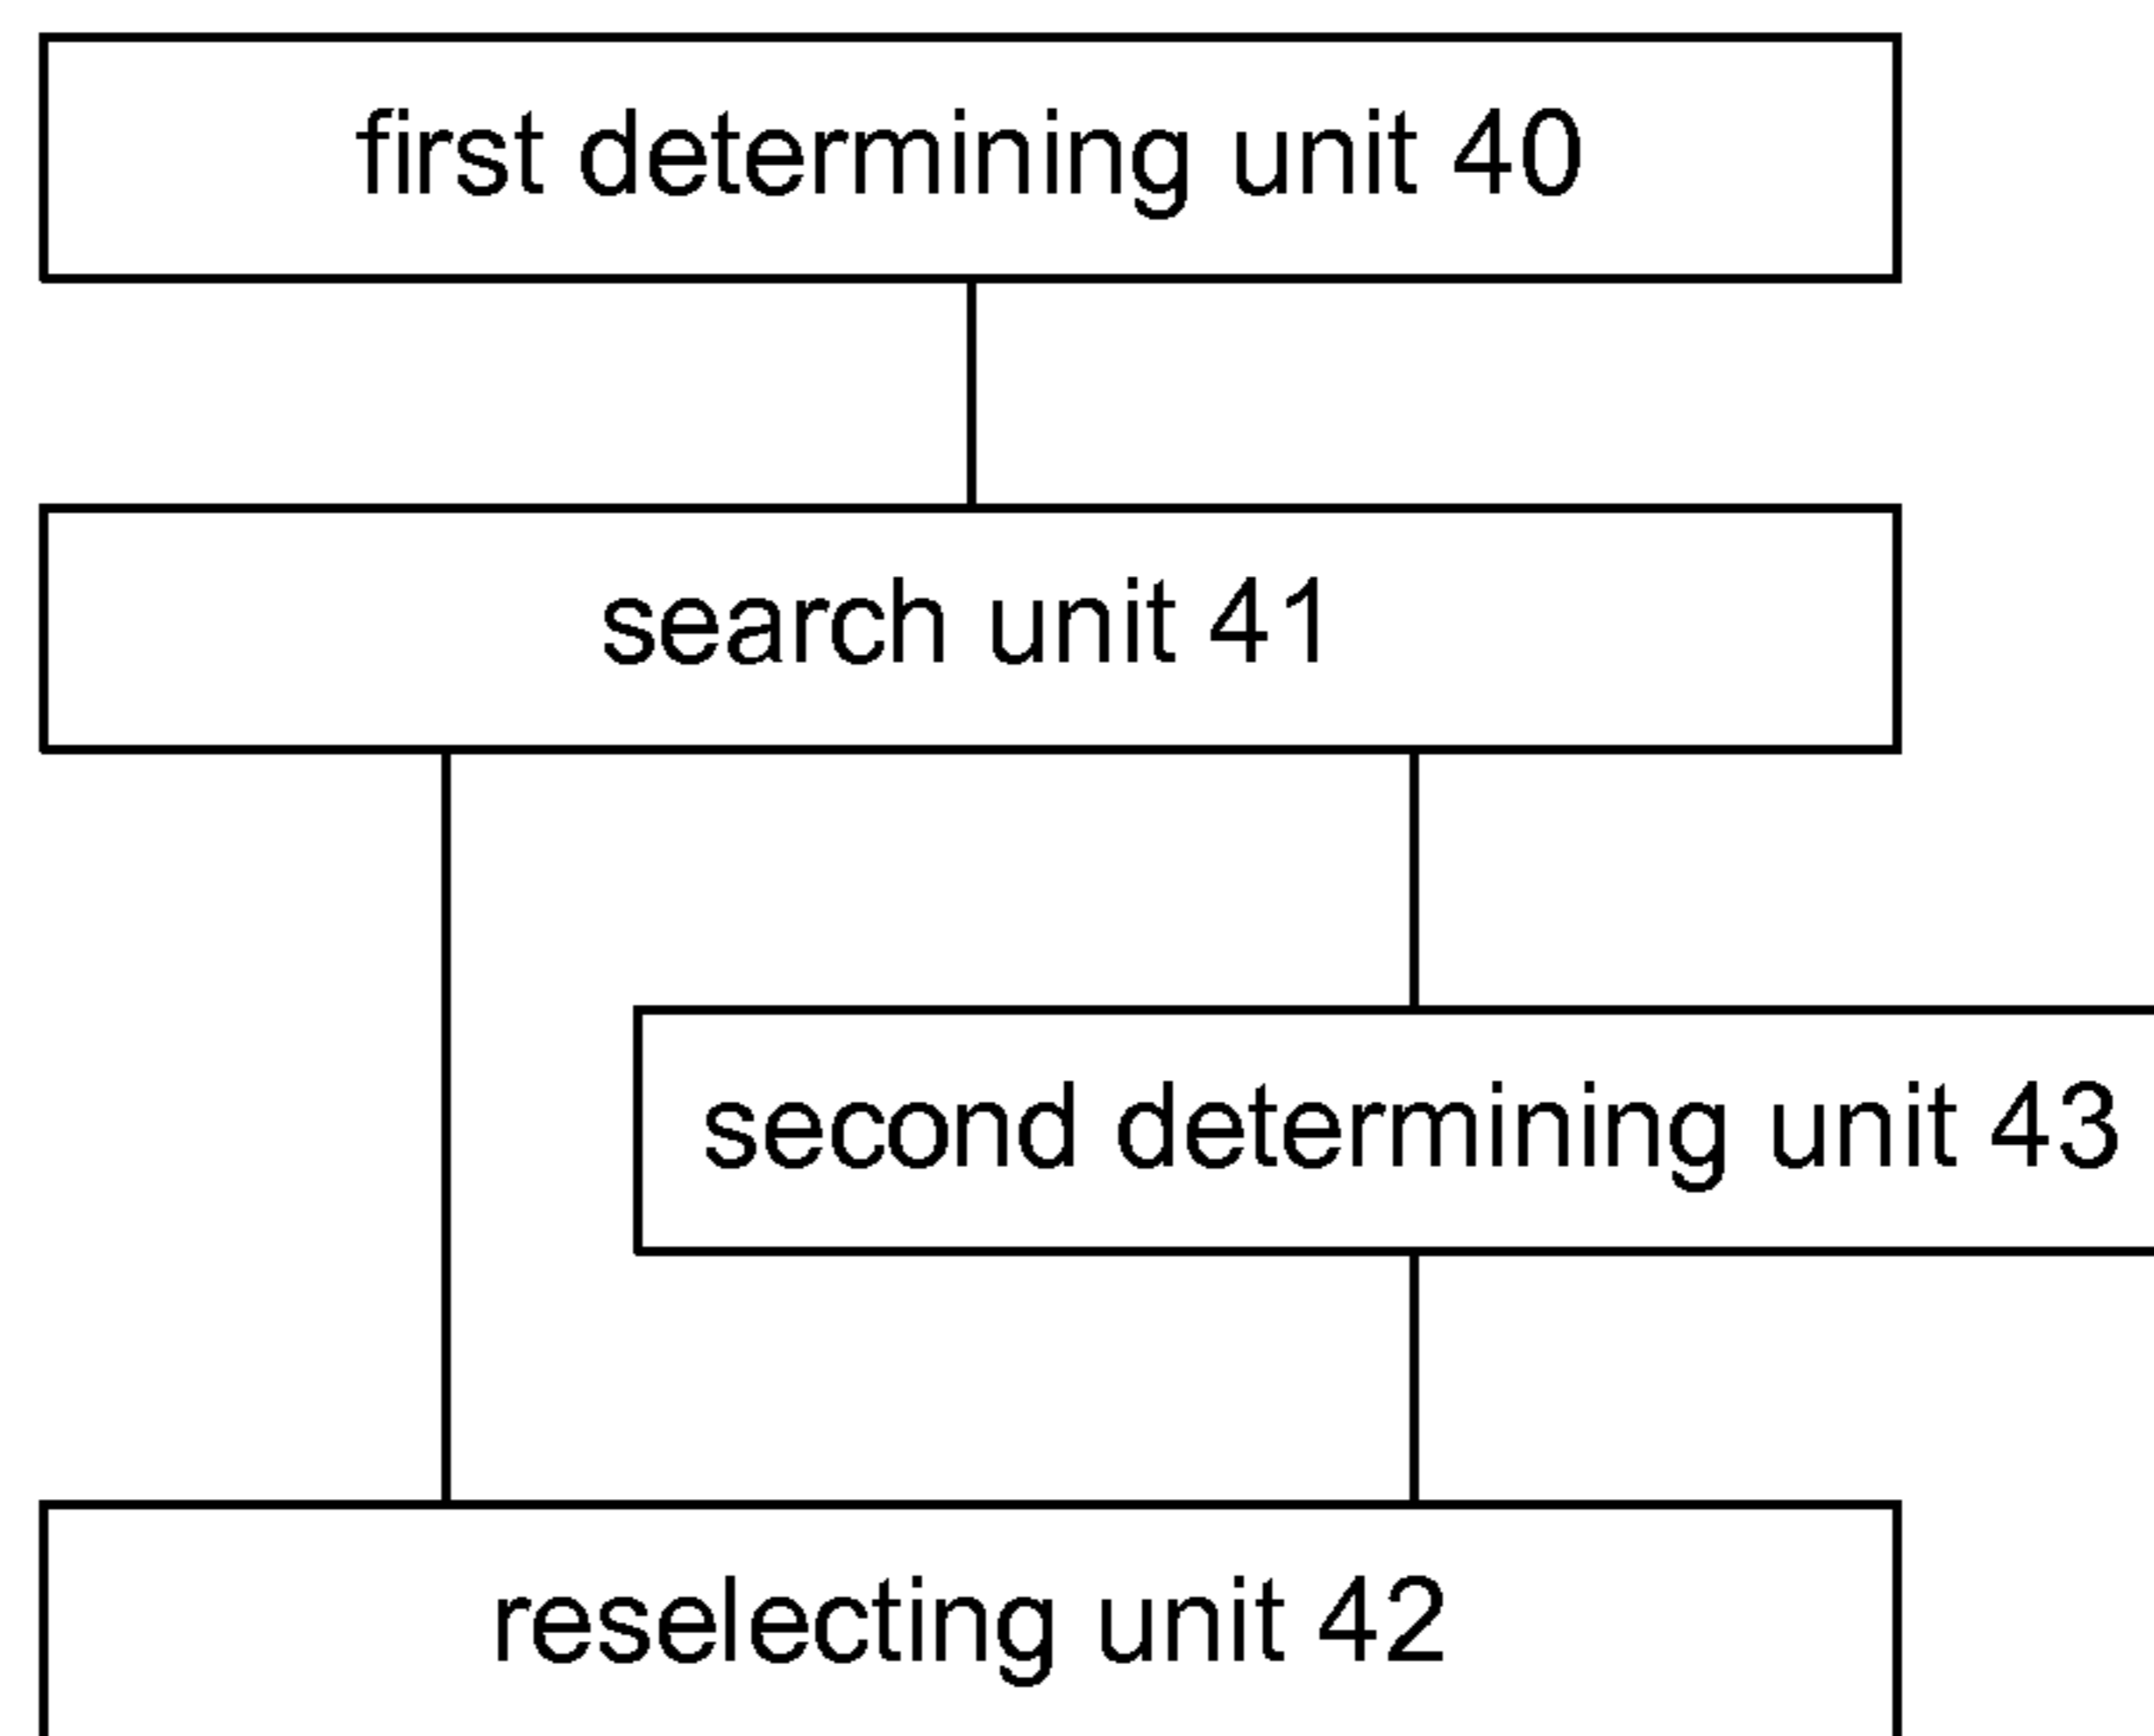 first determining unit 40
search unit 41
second determining unit 43
reselecting unit 42